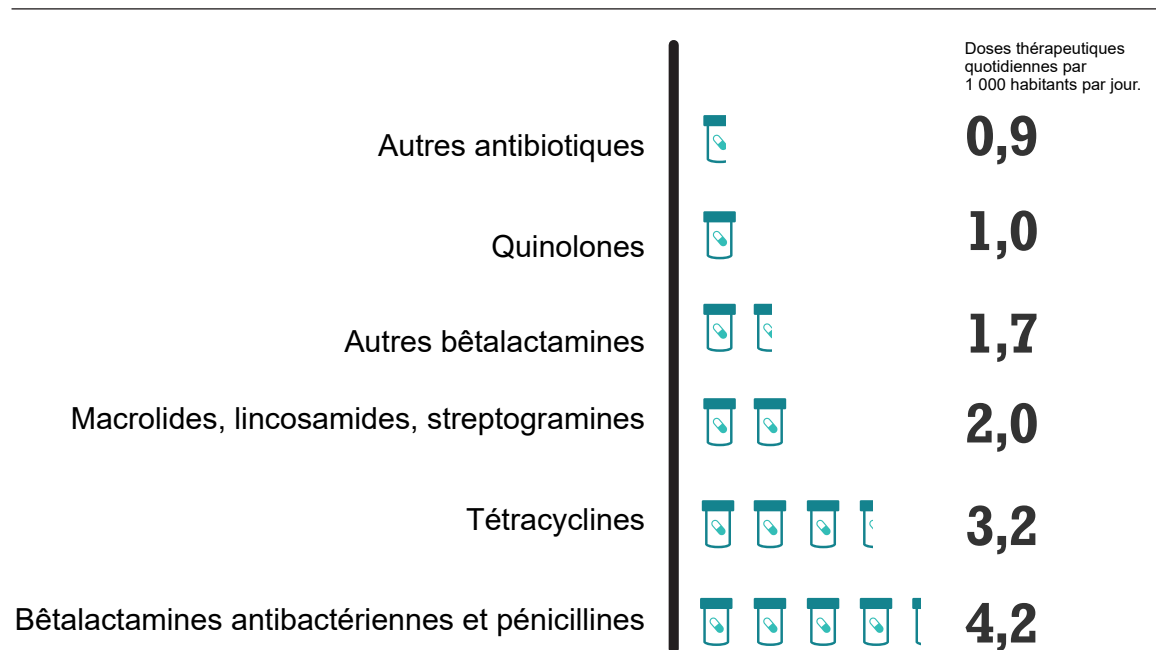 Doses thérapeutiques
quotidiennes par
1 000 habitants par jour.
Autres antibiotiques 0,9
Quinolones 1,0
Autres bêtalactamines 1,7
Macrolides, lincosamides, streptogramines 2,0
Tétracyclines 3,2
Bêtalactamines antibactériennes et pénicillines 4,2